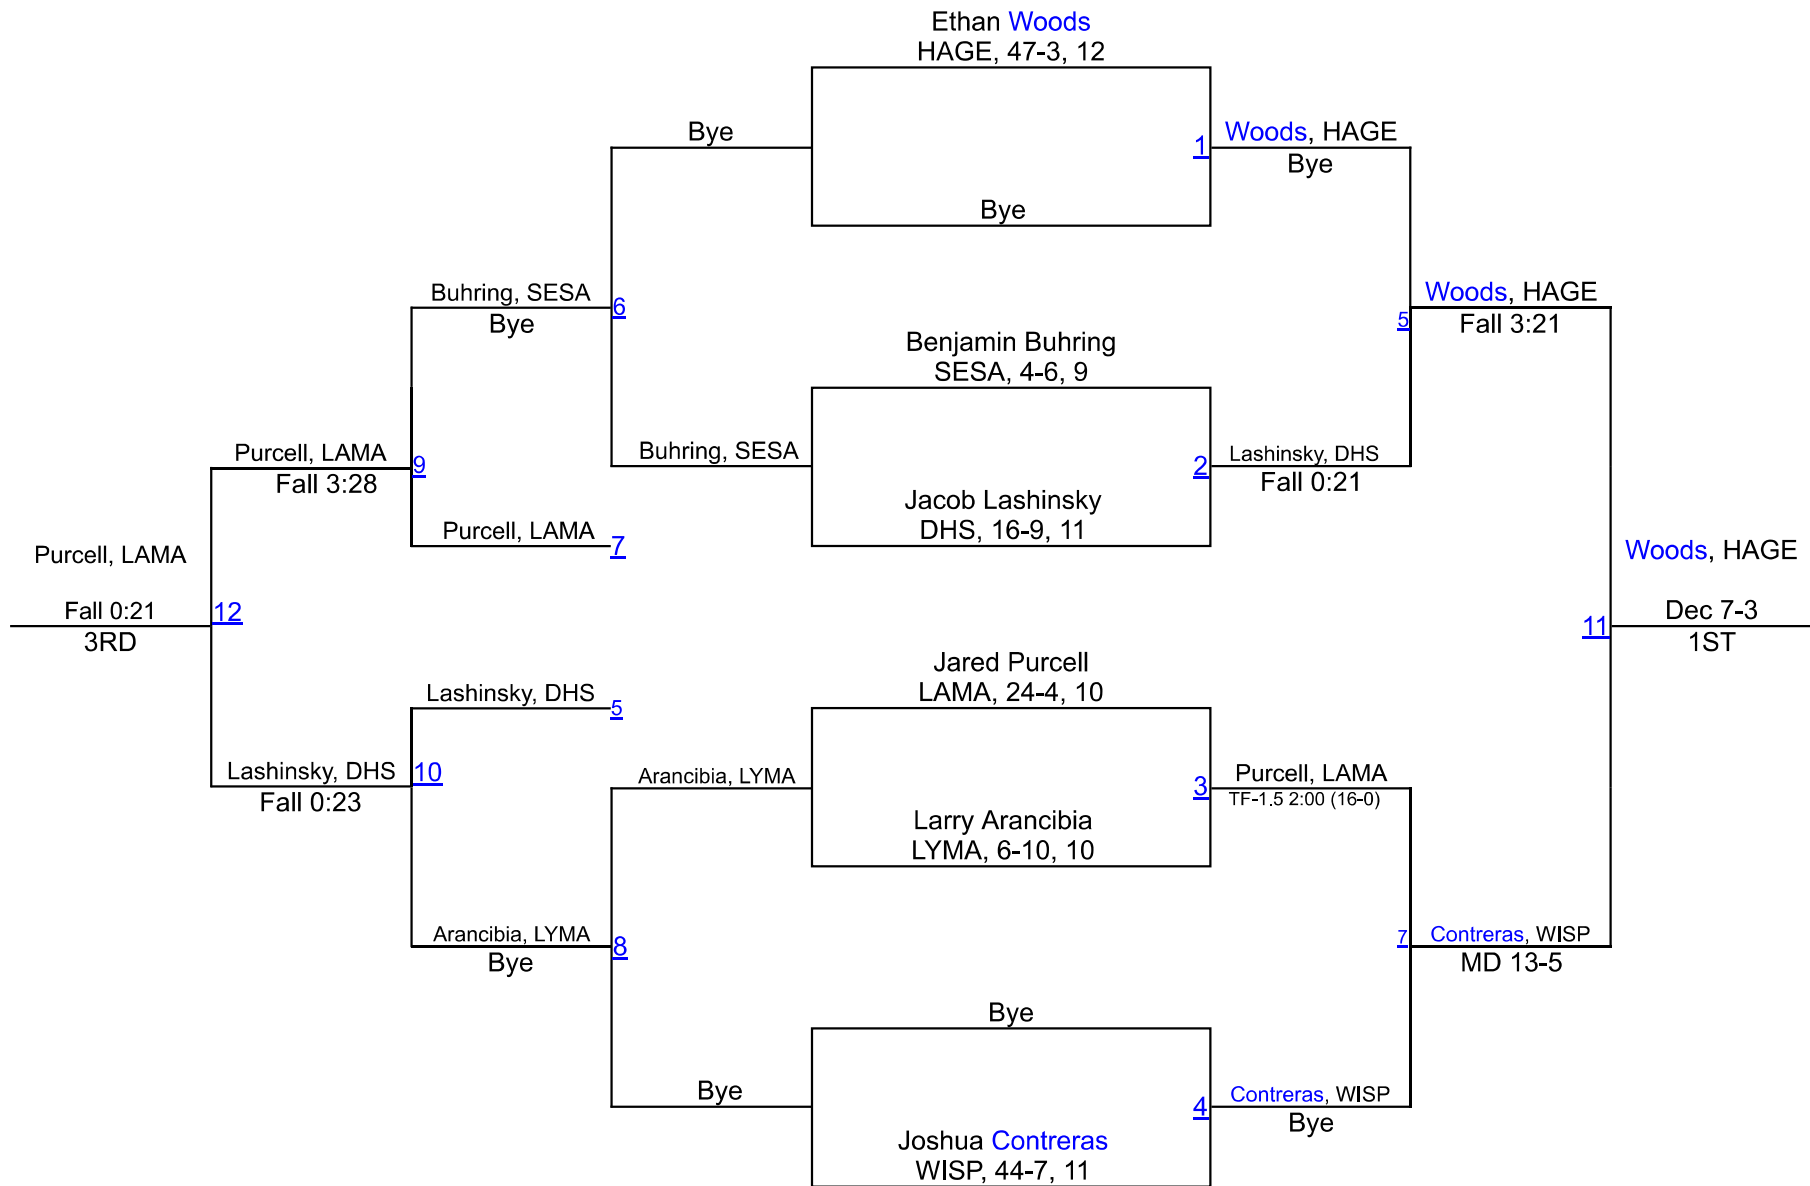 Ethan Woods
HAGE, 47-3, 12
Bye
1
Woods, HAGE
Bye
Bye
Buhring, SESA
Bye
6
Woods, HAGE
5
Fall 3:21
Benjamin Buhring
SESA, 4-6, 9
Purcell, LAMA
Fall 3:28
9
Buhring, SESA
2
Lashinsky, DHS
Fall 0:21
Jacob Lashinsky
DHS, 16-9, 11
Purcell, LAMA
7
Purcell, LAMA
Woods, HAGE
Fall 0:21
3RD
12
11
Dec 7-3
1ST
Jared Purcell
LAMA, 24-4, 10
Lashinsky, DHS
5
Lashinsky, DHS
Fall 0:23
10
Arancibia, LYMA
3
Purcell, LAMA
TF-1.5 2:00 (16-0)
Larry Arancibia
LYMA, 6-10, 10
Arancibia, LYMA
Bye
8
7
Contreras, WISP
MD 13-5
Bye
Bye
4
Contreras, WISP
Bye
Joshua Contreras
WISP, 44-7, 11